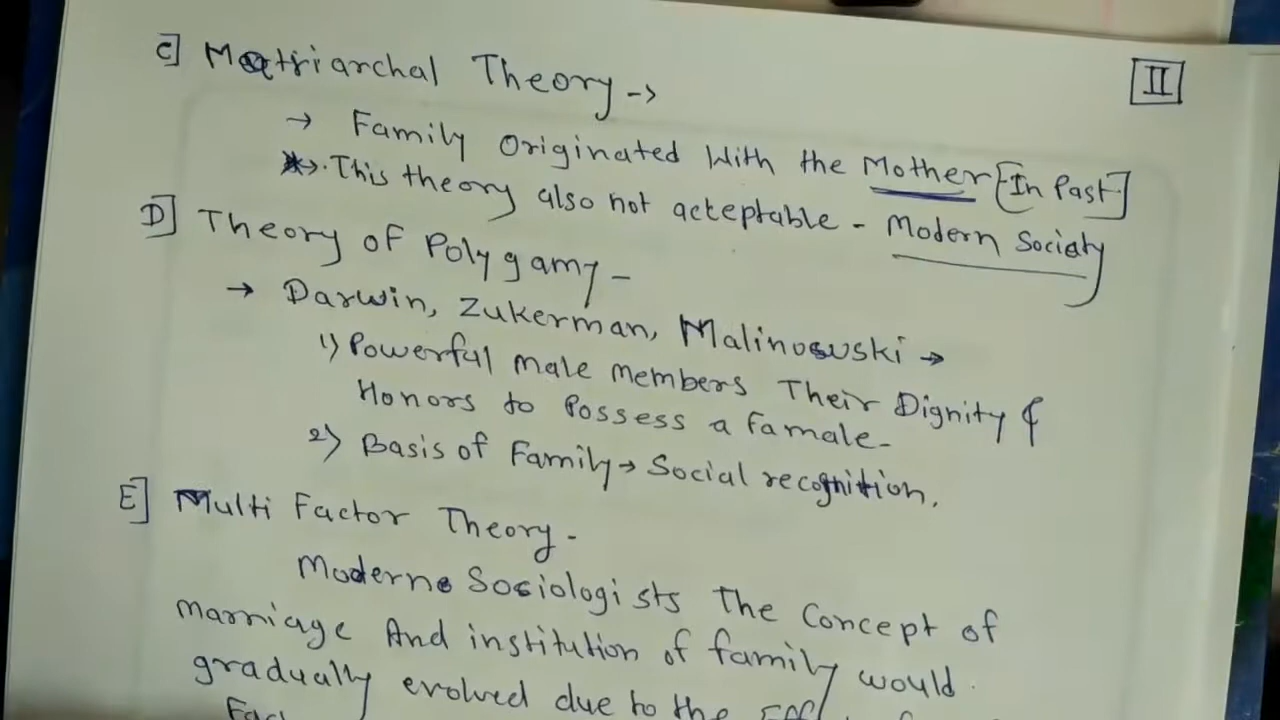 C] Matriarchal Theory ->
II
-> Family Originated With the Mother [In Past]
* ->. This theory also not acteptable - Modern Sociaty
D] Theory of Polygamy -
-> Darwin, Zukerman, Malinowski ->
1) Powerful male members Their Dignity &
Honors to Possess a famale-
2) Basis of Family -> Social recognition.
E] Multi Factor Theory -
Moderne Sociologists The Concept of
marriage And institution of family would
gradually evolved due to the